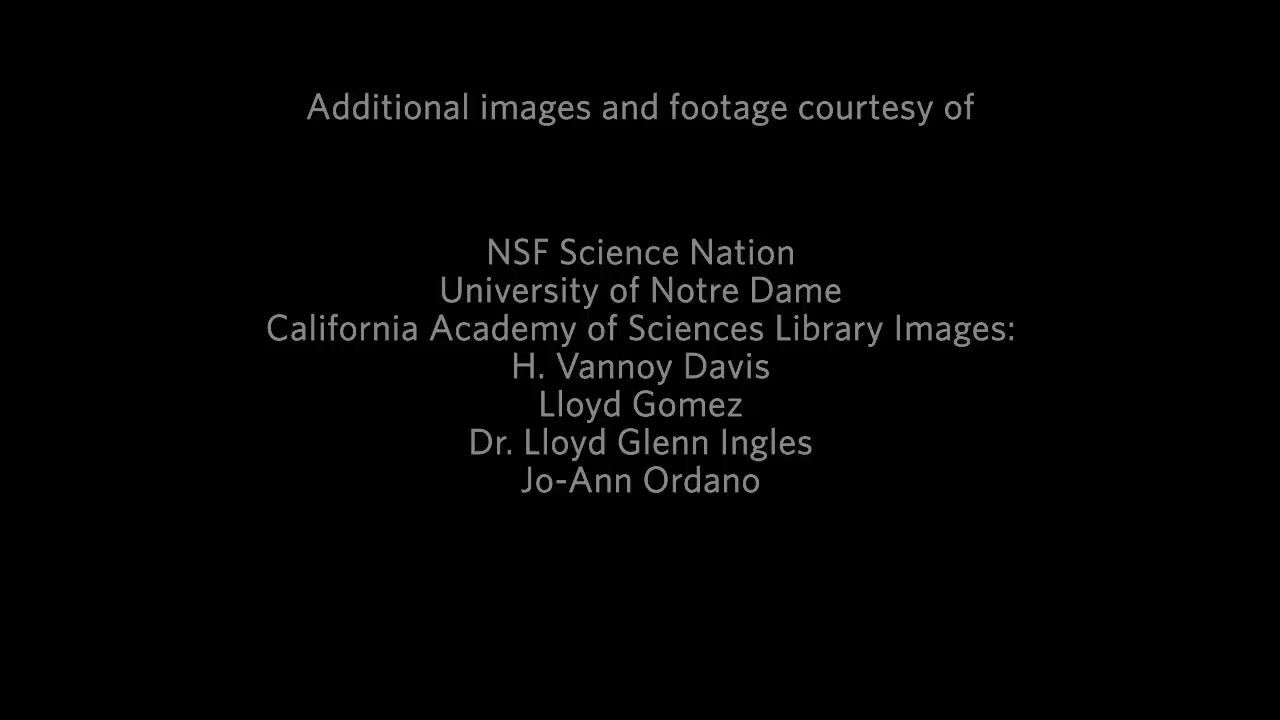 Additional images and footage courtesy of
NSF Science Nation
University of Notre Dame
California Academy of Sciences Library Images:
H. Vannoy Davis
Lloyd Gomez
Dr. Lloyd Glenn Ingles
Jo-Ann Ordano